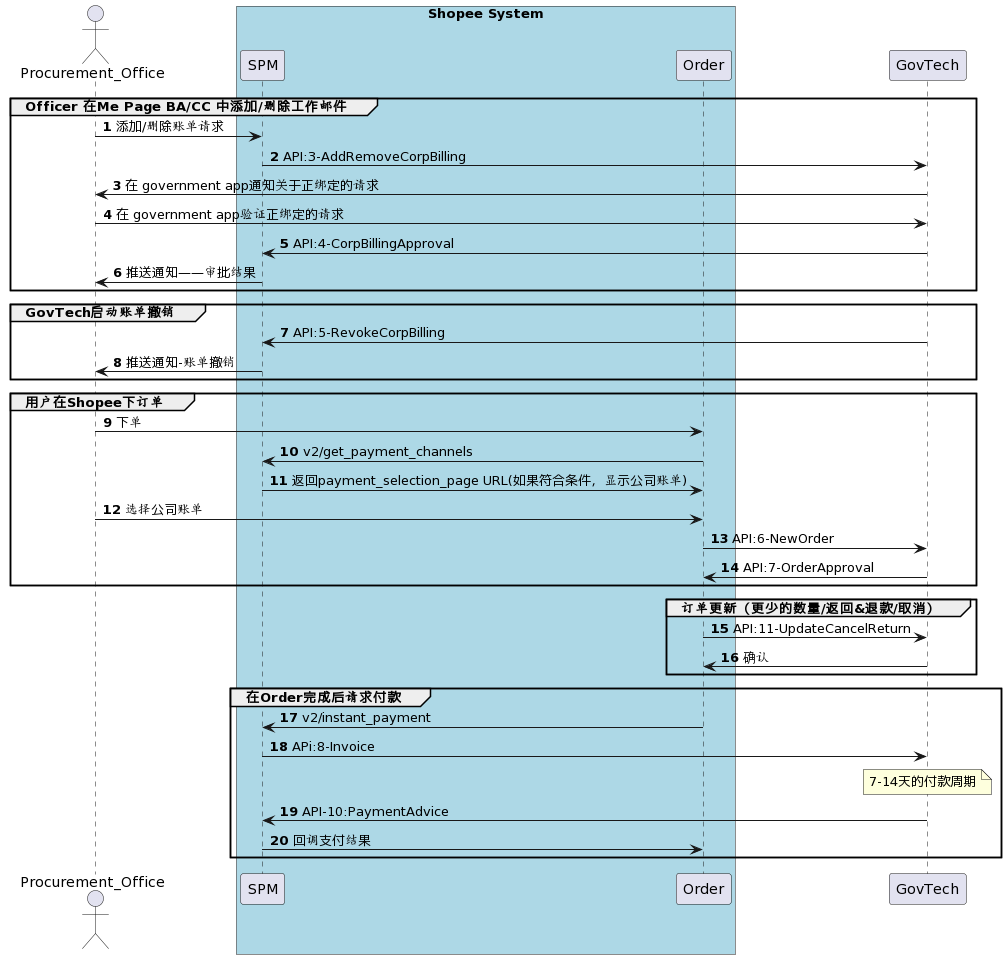 Shopee System
Procurement_Office
SPM
Order
GovTech
Officer 在Me Page BA/CC 中添加/删除工作邮件
1 添加/删除账单请求
2 API:3-AddRemoveCorpBilling
3 在 government app通知关于正绑定的请求
4 在 government app验证正绑定的请求
5 API:4-CorpBillingApproval
6 推送通知——审批结果
GovTech启动账单撤销
7 API:5-RevokeCorpBilling
8 推送通知-账单撤销
用户在Shopee下订单
9 下单
10 v2/get_payment_channels
11 返回payment_selection_page URL(如果符合条件，显示公司账单)
12 选择公司账单
13 API:6-NewOrder
14 API:7-OrderApproval
订单更新（更少的数量/返回&退款/取消）
15 API:11-UpdateCancelReturn
16 确认
在Order完成后请求付款
17 v2/instant_payment
18 APi:8-Invoice
7-14天的付款周期
19 API-10:PaymentAdvice
20 回调支付结果
Procurement_Office
SPM
Order
GovTech